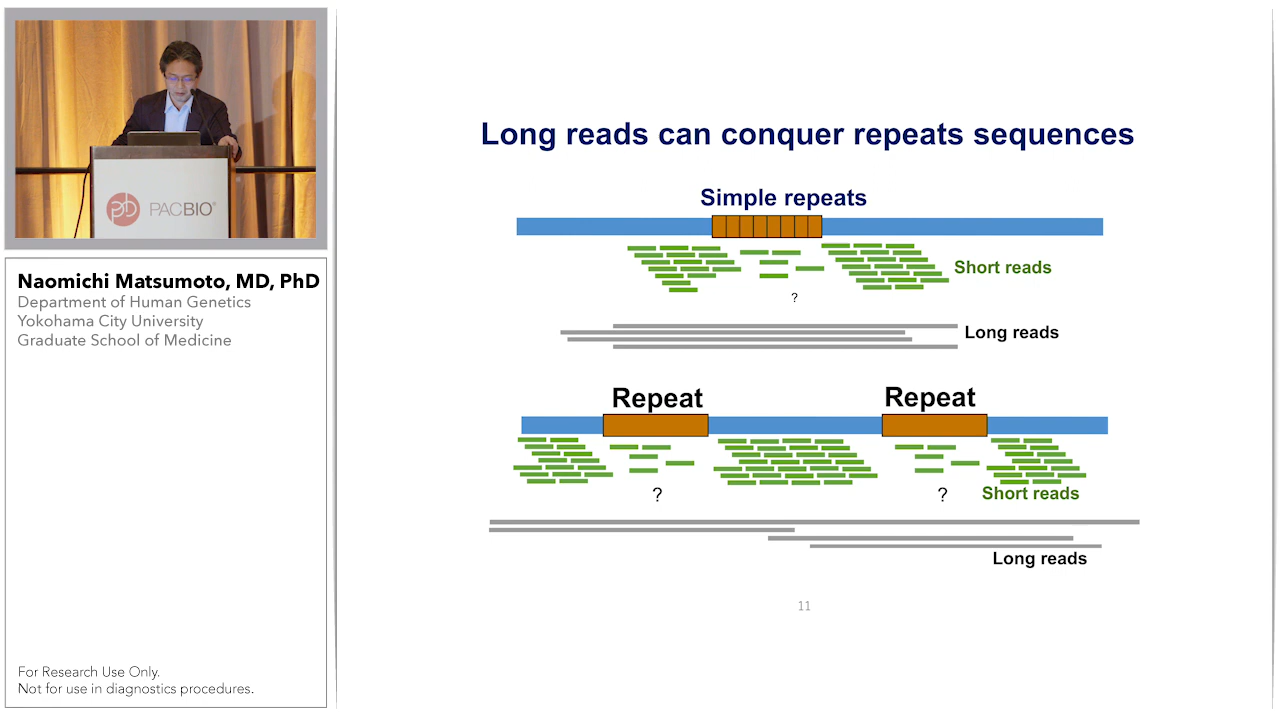 PACBIO®
Naomichi Matsumoto, MD, PhD
Department of Human Genetics
Yokohama City University
Graduate School of Medicine
For Research Use Only.
Not for use in diagnostics procedures.
Long reads can conquer repeats sequences
Simple repeats
Short reads
?
Long reads
Repeat Repeat
? ? Short reads
Long reads
11